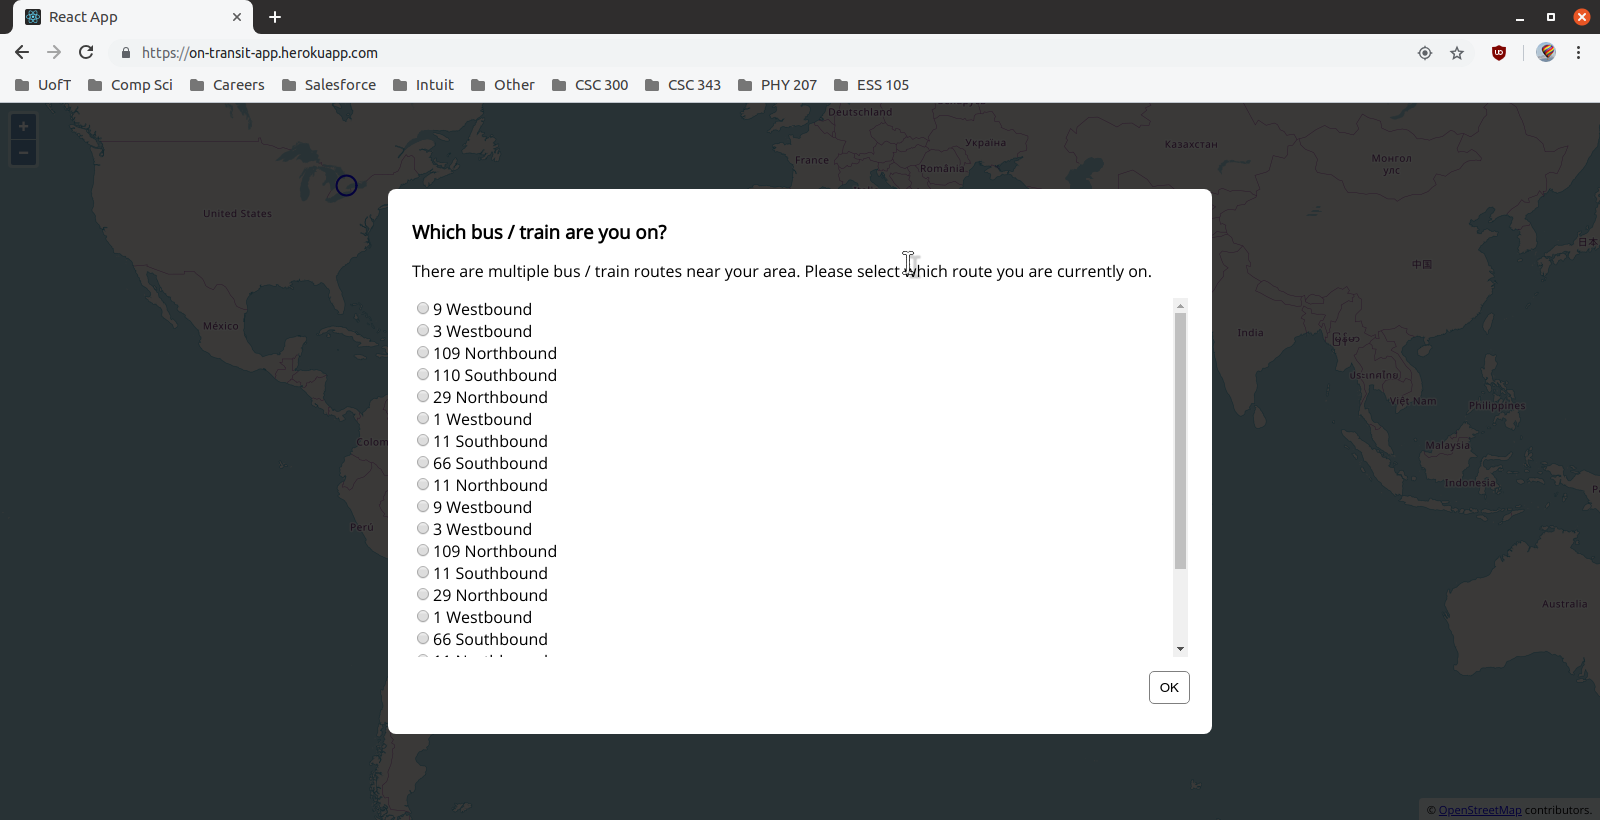 React App
https://on-transit-app.herokuapp.com
UofT Comp Sci Careers Salesforce Intuit Other CSC 300 CSC 343 PHY 207 ESS 105
+
−
Deutschland
Україна
Казахстан
France
Монгол
улс
România
United States
日本
中国
México
India
Việt Nam
Philippines
Colom
Malaysia
Indonesia
Perú
Australia
Which bus / train are you on?
There are multiple bus / train routes near your area. Please select which route you are currently on.
9 Westbound
3 Westbound
109 Northbound
110 Southbound
29 Northbound
1 Westbound
11 Southbound
66 Southbound
11 Northbound
9 Westbound
3 Westbound
109 Northbound
11 Southbound
29 Northbound
1 Westbound
66 Southbound
OK
© OpenStreetMap contributors.